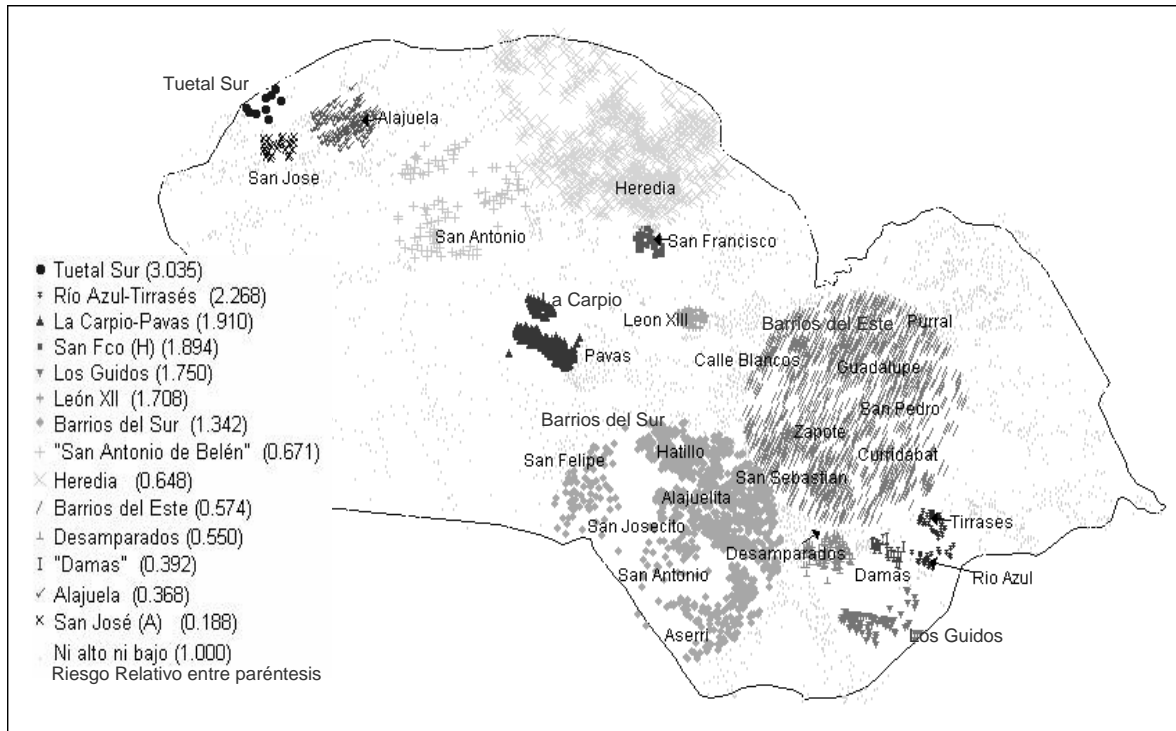 Tuetal Sur
Alajuela
San Jose
Heredia
San Antonio
San Francisco
La Carpio
Leon XIII
Barrios del Este
Purral
Pavas
Calle Blancos
Guadalupe
San Pedro
Barrios del Sur
Zapote
Hatillo
San Felipe
Curridabat
San Sebastian
Alajuelita
San Josecito
Tirrases
Desamparados
San Antonio
Damas
Rio Azul
Aserri
Los Guidos
Tuetal Sur (3.035)
Río Azul-Tirrasés (2.268)
La Carpio-Pavas (1.910)
San Fco (H) (1.894)
Los Guidos (1.750)
León XII (1.708)
Barrios del Sur (1.342)
"San Antonio de Belén" (0.671)
Heredia (0.648)
Barrios del Este (0.574)
Desamparados (0.550)
"Damas" (0.392)
Alajuela (0.368)
San José (A) (0.188)
Ni alto ni bajo (1.000)
Riesgo Relativo entre paréntesis